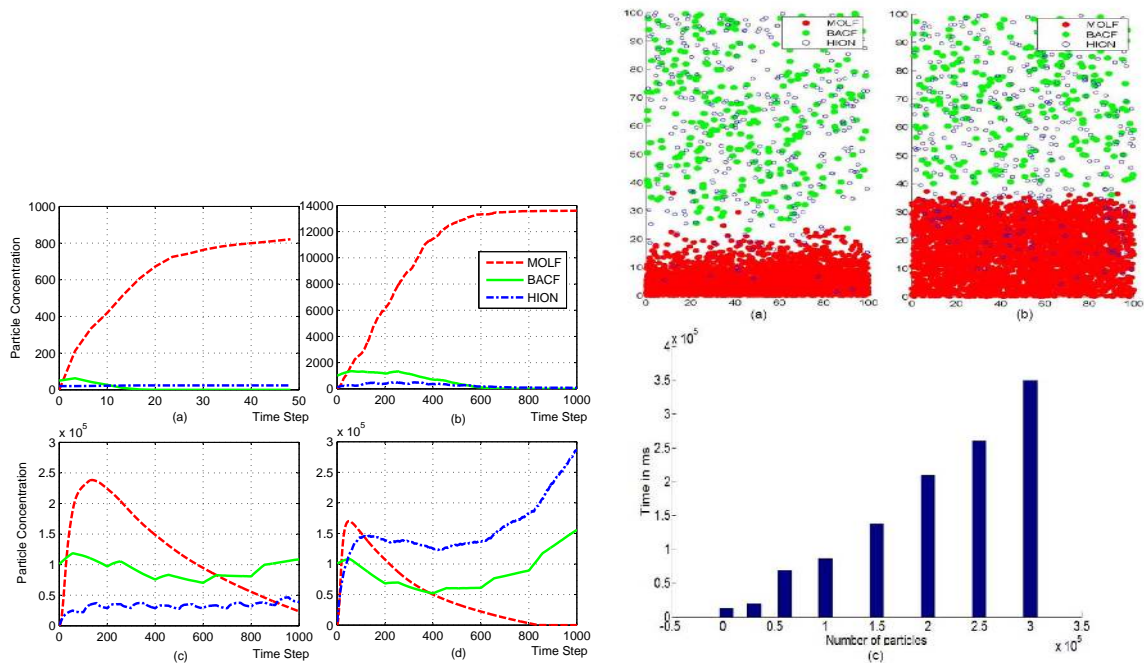 1000
800
600
400
200
0
0 10 20 30 40 50
Particle Concentration
(a) Time Step
14000
12000
10000
8000
6000
4000
2000
0
0 200 400 600 800 1000
MOLF
BACF
HION
(b) Time Step
x 10^5
3
2.5
2
1.5
1
0.5
0
0 200 400 600 800 1000
Particle Concentration
(c) Time Step
x 10^5
3
2.5
2
1.5
1
0.5
0
0 200 400 600 800 1000
(d) Time Step
100
90
80
70
60
50
40
30
20
10
0
0 20 40 60 80 100
MOLF
BACF
HION
(a)
100
90
80
70
60
50
40
30
20
10
0
0 20 40 60 80 100
MOLF
BACF
HION
(b)
x 10^5
4
3.5
3
2.5
2
1.5
1
0.5
0
Time in ms
-0.5 0 0.5 1 1.5 2 2.5 3 3.5
Number of particles
x 10^5
(c)